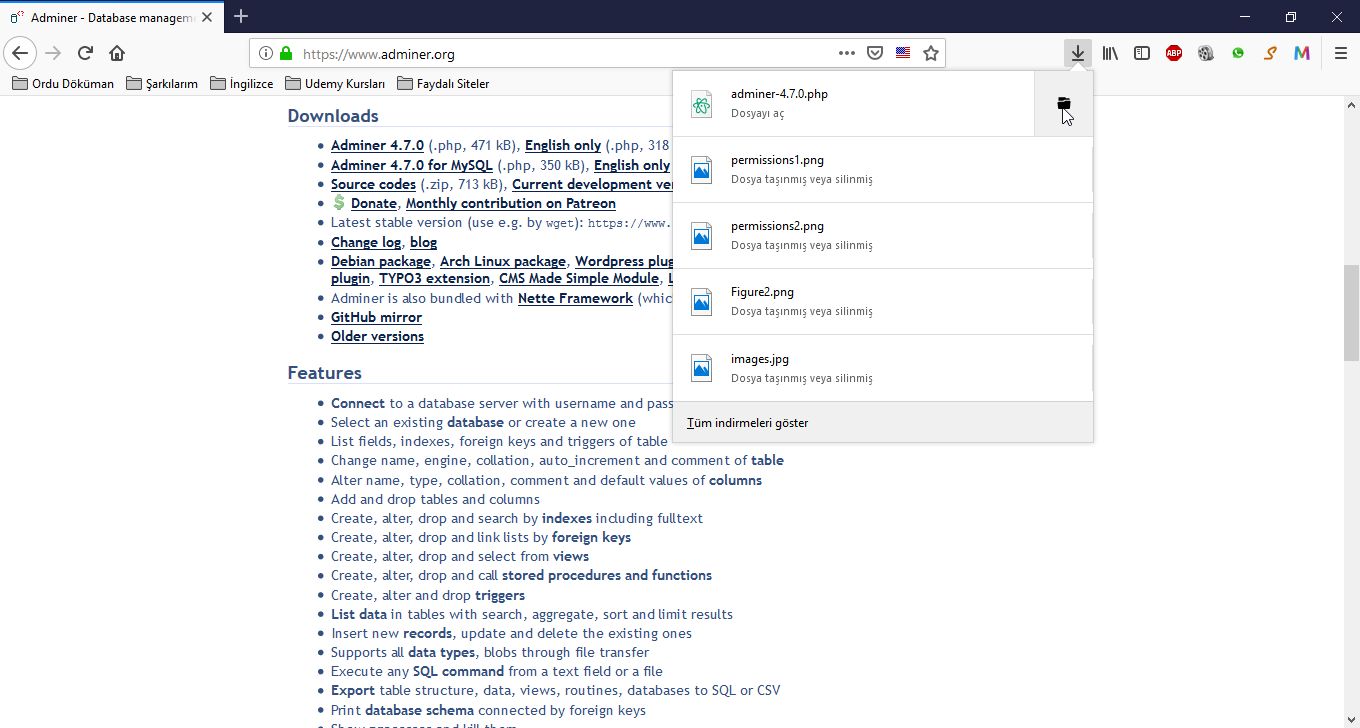 Adminer - Database managem
https://www.adminer.org
ABP
Ordu Döküman
Şarkılarım
İngilizce
Udemy Kursları
Faydalı Siteler
adminer-4.7.0.php
Dosyayı aç
permissions1.png
Dosya taşınmış veya silinmiş
permissions2.png
Dosya taşınmış veya silinmiş
Figure2.png
Dosya taşınmış veya silinmiş
images.jpg
Dosya taşınmış veya silinmiş
Tüm indirmeleri göster
Downloads
Adminer 4.7.0 (.php, 471 kB), English only (.php, 318
Adminer 4.7.0 for MySQL (.php, 350 kB), English only
Source codes (.zip, 713 kB), Current development ver
Donate, Monthly contribution on Patreon
Latest stable version (use e.g. by wget): https://www.
Change log, blog
Debian package, Arch Linux package, Wordpress plug
plugin, TYPO3 extension, CMS Made Simple Module, L
Adminer is also bundled with Nette Framework (whic
GitHub mirror
Older versions
Features
Connect to a database server with username and pass
Select an existing database or create a new one
List fields, indexes, foreign keys and triggers of table
Change name, engine, collation, auto_increment and comment of table
Alter name, type, collation, comment and default values of columns
Add and drop tables and columns
Create, alter, drop and search by indexes including fulltext
Create, alter, drop and link lists by foreign keys
Create, alter, drop and select from views
Create, alter, drop and call stored procedures and functions
Create, alter and drop triggers
List data in tables with search, aggregate, sort and limit results
Insert new records, update and delete the existing ones
Supports all data types, blobs through file transfer
Execute any SQL command from a text field or a file
Export table structure, data, views, routines, databases to SQL or CSV
Print database schema connected by foreign keys
Show processes and kill them